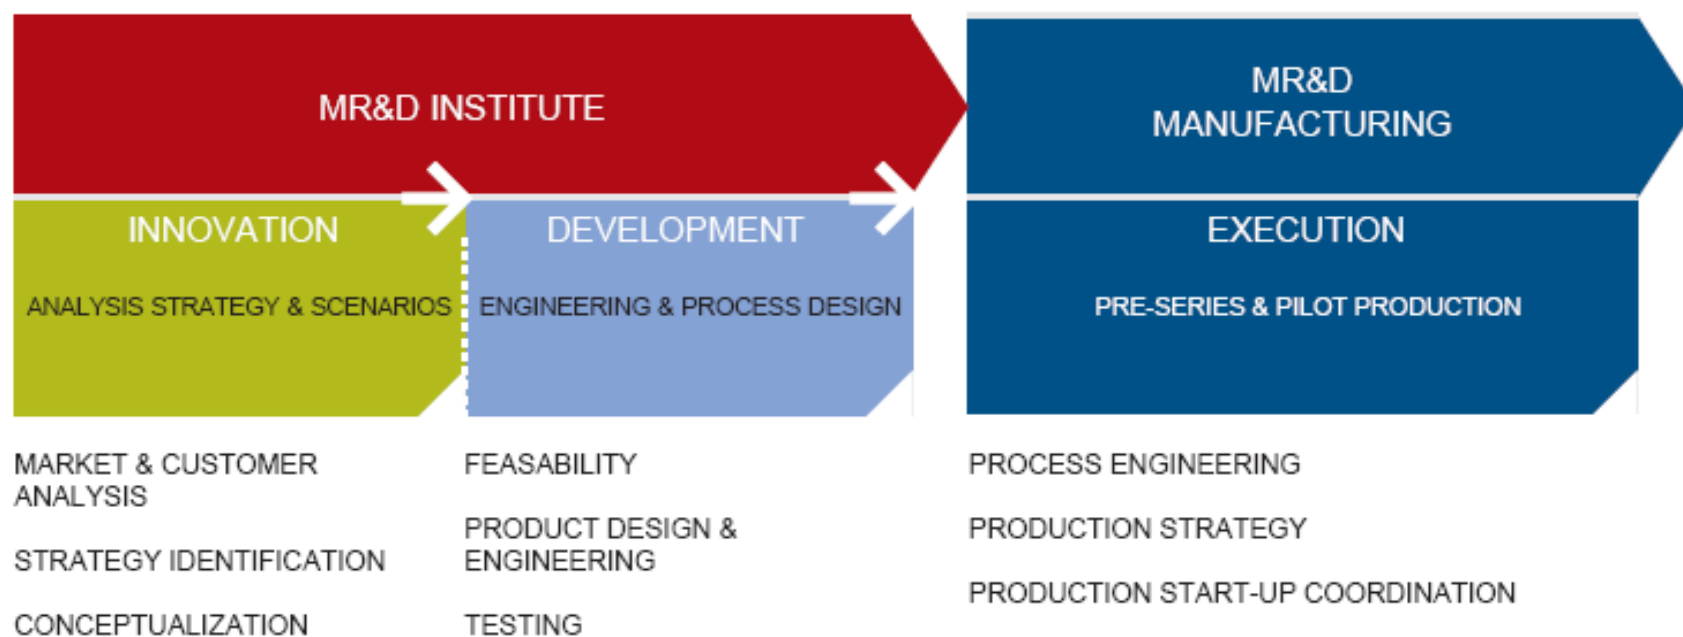 MR&D INSTITUTE
MR&D
MANUFACTURING
INNOVATION
ANALYSIS STRATEGY & SCENARIOS
DEVELOPMENT
ENGINEERING & PROCESS DESIGN
EXECUTION
PRE-SERIES & PILOT PRODUCTION
MARKET & CUSTOMER
ANALYSIS
STRATEGY IDENTIFICATION
CONCEPTUALIZATION
FEASABILITY
PRODUCT DESIGN &
ENGINEERING
TESTING
PROCESS ENGINEERING
PRODUCTION STRATEGY
PRODUCTION START-UP COORDINATION